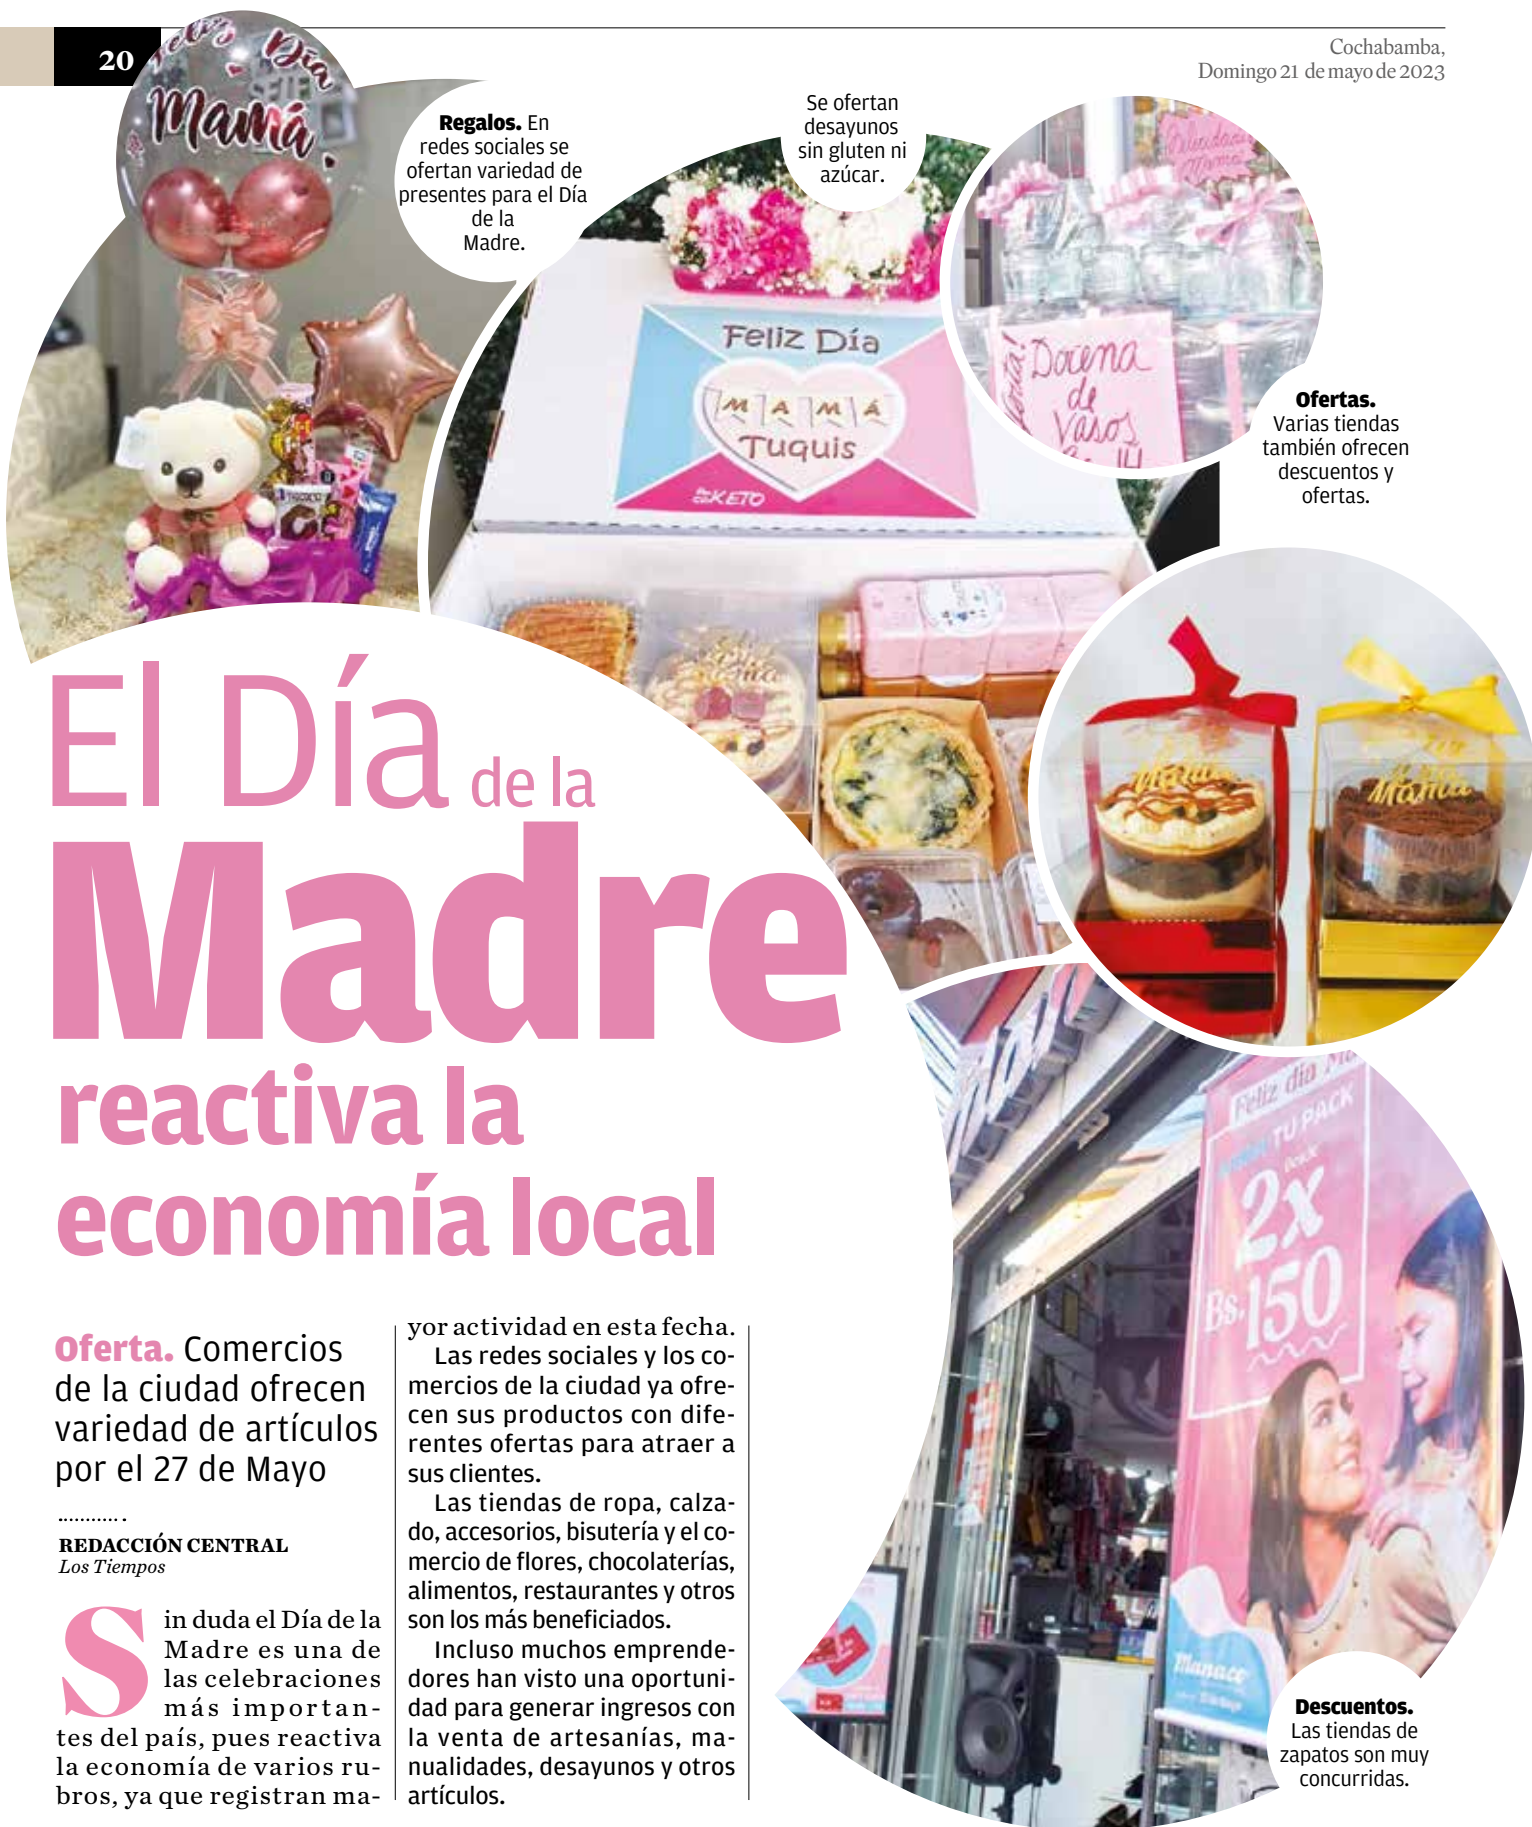 20
Cochabamba,
Domingo 21 de mayo de 2023
Feliz Día
Mamá
Regalos. En
redes sociales se
ofertan variedad de
presentes para el Día
de la
Madre.
Se ofertan
desayunos
sin gluten ni
azúcar.
Felicidades
Mamá
Docena
de
Vasos
14
Feliz Día
MAMÁ
Tuquis
KETO
Ofertas.
Varias tiendas
también ofrecen
descuentos y
ofertas.
Mamá
Mamá
El Día de la
Madre
reactiva la
economía local
Feliz día
TU PACK
Desde
2x
Bs.150
Manaco
Oferta. Comercios
de la ciudad ofrecen
variedad de artículos
por el 27 de Mayo
REDACCIÓN CENTRAL
Los Tiempos
Sin duda el Día de la
Madre es una de
las celebraciones
más importan-
tes del país, pues reactiva
la economía de varios ru-
bros, ya que registran ma-
yor actividad en esta fecha.
Las redes sociales y los co-
mercios de la ciudad ya ofre-
cen sus productos con dife-
rentes ofertas para atraer a
sus clientes.
Las tiendas de ropa, calza-
do, accesorios, bisutería y el co-
mercio de flores, chocolaterías,
alimentos, restaurantes y otros
son los más beneficiados.
Incluso muchos emprende-
dores han visto una oportuni-
dad para generar ingresos con
la venta de artesanías, ma-
nualidades, desayunos y otros
artículos.
Descuentos.
Las tiendas de
zapatos son muy
concurridas.